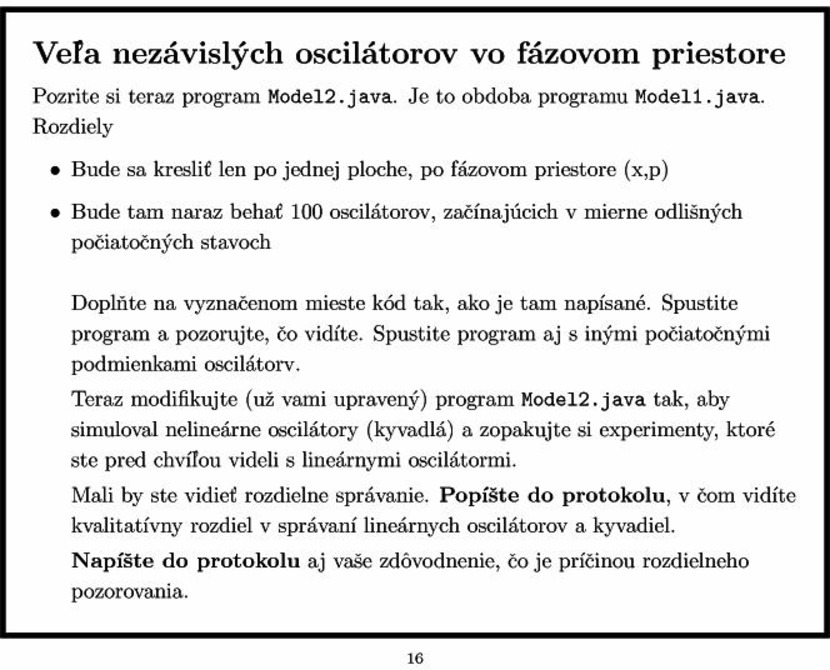 Veľa nezávislých oscilátorov vo fázovom priestore
Pozrite si teraz program Model2.java. Je to obdoba programu Model1.java.
Rozdiely
• Bude sa kresliť len po jednej ploche, po fázovom priestore (x,p)
• Bude tam naraz behať 100 oscilátorov, začínajúcich v mierne odlišných
počiatočných stavoch
Doplňte na vyznačenom mieste kód tak, ako je tam napísané. Spustite
program a pozorujte, čo vidíte. Spustite program aj s inými počiatočnými
podmienkami oscilátorv.
Teraz modifikujte (už vami upravený) program Model2.java tak, aby
simuloval nelineárne oscilátory (kyvadlá) a zopakujte si experimenty, ktoré
ste pred chvíľou videli s lineárnymi oscilátormi.
Mali by ste vidieť rozdielne správanie. Popíšte do protokolu, v čom vidíte
kvalitatívny rozdiel v správaní lineárnych oscilátorov a kyvadiel.
Napíšte do protokolu aj vaše zdôvodnenie, čo je príčinou rozdielneho
pozorovania.
16